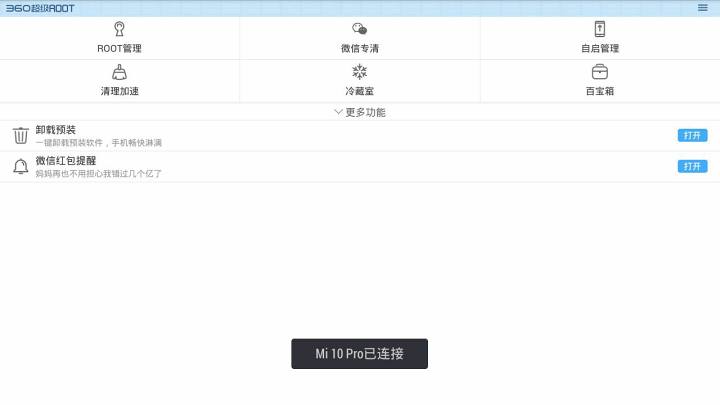 360超级ROOT
ROOT管理
微信专清
自启管理
清理加速
冷藏室
百宝箱
更多功能
卸载预装
一键卸载预装软件，手机畅快淋漓
打开
微信红包提醒
妈妈再也不用担心我错过几个亿了
打开
Mi 10 Pro已连接